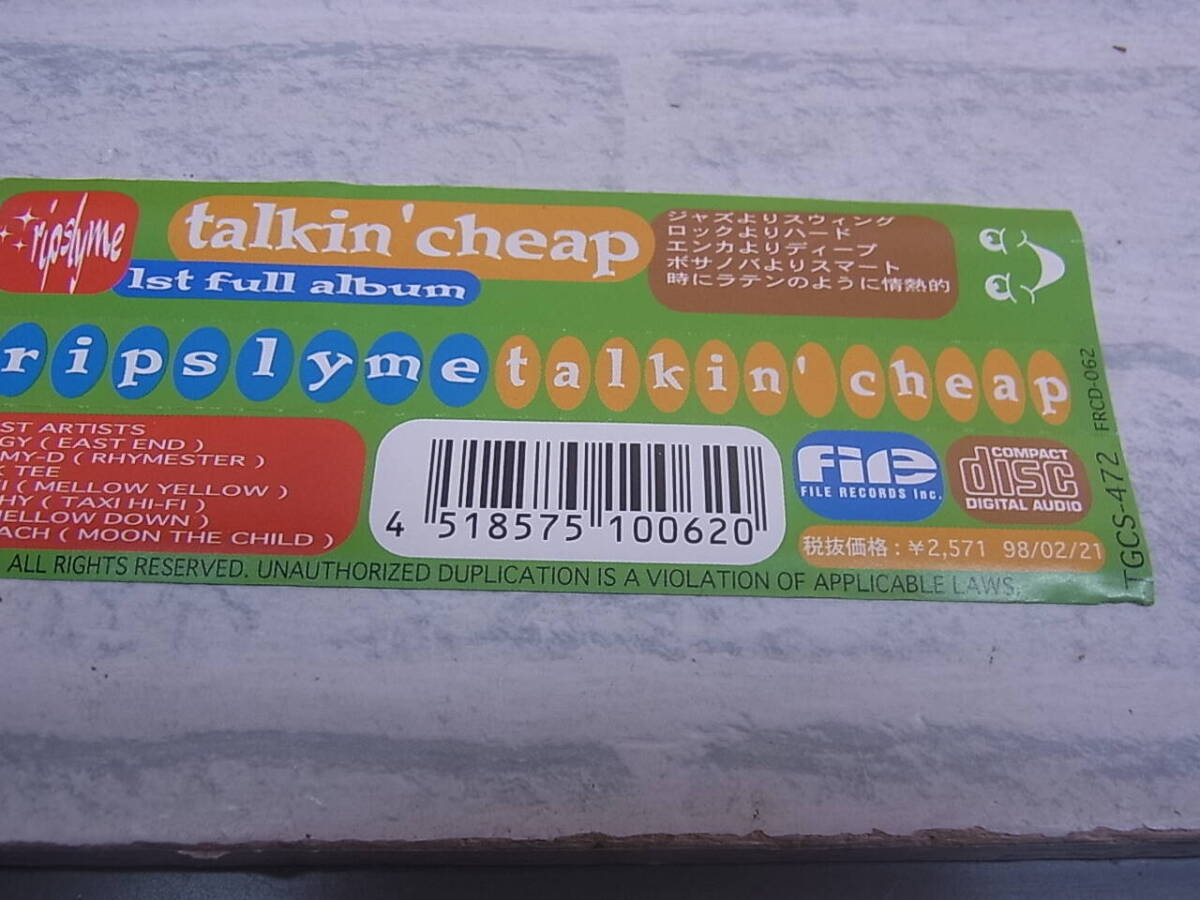 ripslyme
talkin' cheap
1st full album
ジャズよりスウィング
ロックよりハード
エンカよりディープ
ボサノバよりスマート
時にラテンのように情熱的
ripslyme talkin' cheap
ST ARTISTS
GY ( EAST END )
MY-D ( RHYMESTER )
K TEE
I ( MELLOW YELLOW )
HY ( TAXI HI-FI )
ELLOW DOWN )
ACH ( MOON THE CHILD )
4 518575 100620
File
FILE RECORDS Inc.
COMPACT
disc
DIGITAL AUDIO
税抜価格：￥2,571 98/02/21
ALL RIGHTS RESERVED. UNAUTHORIZED DUPLICATION IS A VIOLATION OF APPLICABLE LAWS.
TGCS-472 FRCD-062